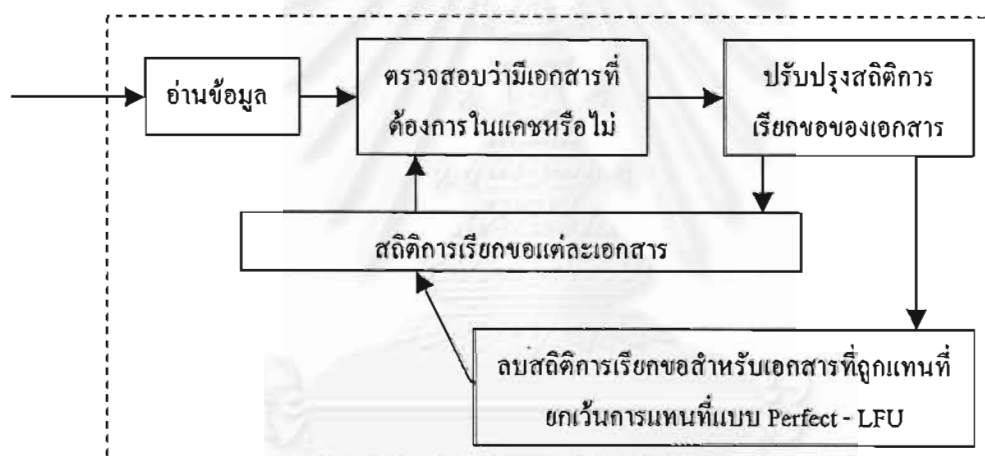 อ่านข้อมูล
ตรวจสอบว่ามีเอกสารที่
ต้องการในแคชหรือไม่
ปรับปรุงสถิติการ
เรียกขอของเอกสาร
สถิติการเรียกขอแต่ละเอกสาร
ลบสถิติการเรียกขอสำหรับเอกสารที่ถูกแทนที่
ยกเว้นการแทนที่แบบ Perfect - LFU